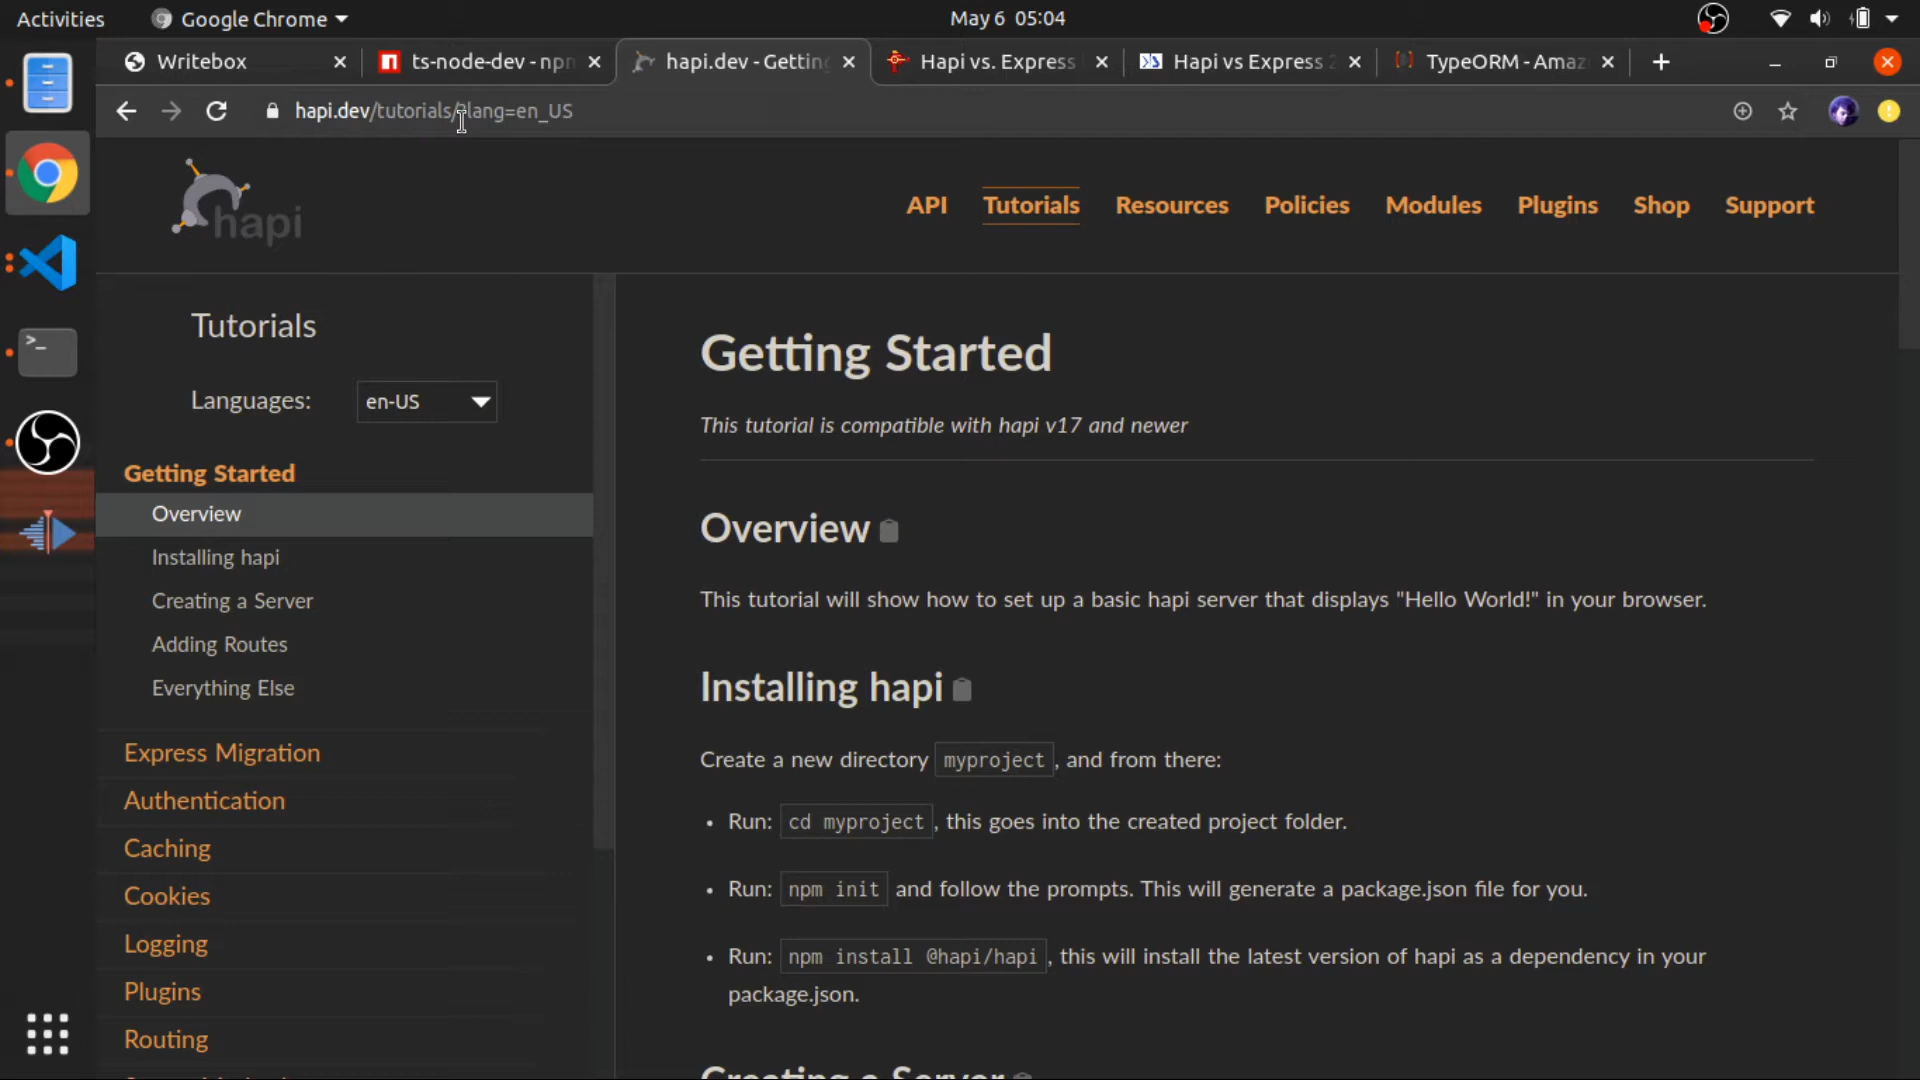 Activities
Google Chrome
May 6 05:04
Writebox
ts-node-dev - npm
hapi.dev - Getting
Hapi vs. Express
Hapi vs Express 2
TypeORM - Amaz
hapi.dev/tutorials/?lang=en_US
hapi
API
Tutorials
Resources
Policies
Modules
Plugins
Shop
Support
Tutorials
Languages:
en-US
Getting Started
Overview
Installing hapi
Creating a Server
Adding Routes
Everything Else
Express Migration
Authentication
Caching
Cookies
Logging
Plugins
Routing
Getting Started
This tutorial is compatible with hapi v17 and newer
Overview
This tutorial will show how to set up a basic hapi server that displays "Hello World!" in your browser.
Installing hapi
Create a new directory myproject, and from there:
• Run: cd myproject, this goes into the created project folder.
• Run: npm init and follow the prompts. This will generate a package.json file for you.
• Run: npm install @hapi/hapi, this will install the latest version of hapi as a dependency in your
package.json.
Creating a Server